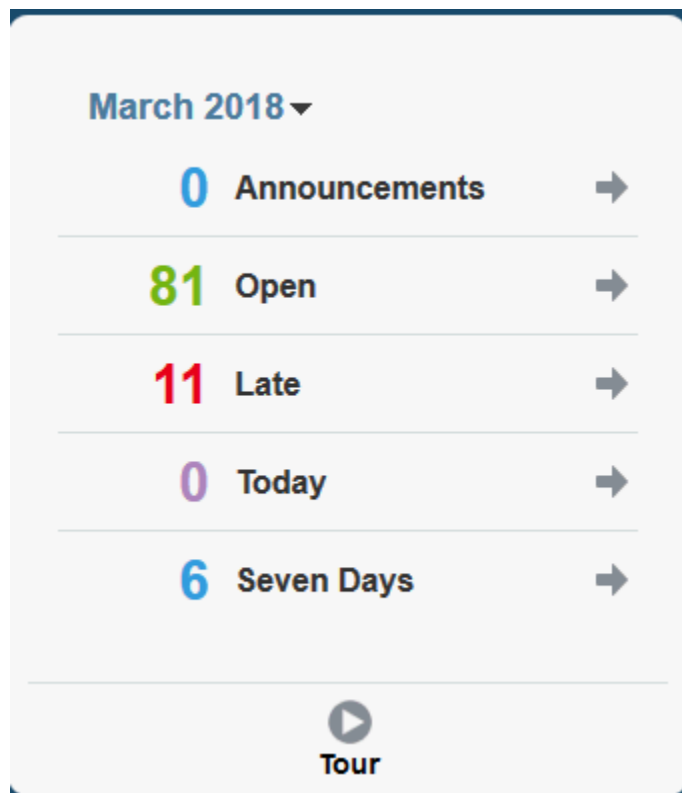 March 2018
0 Announcements
81 Open
11 Late
0 Today
6 Seven Days
Tour